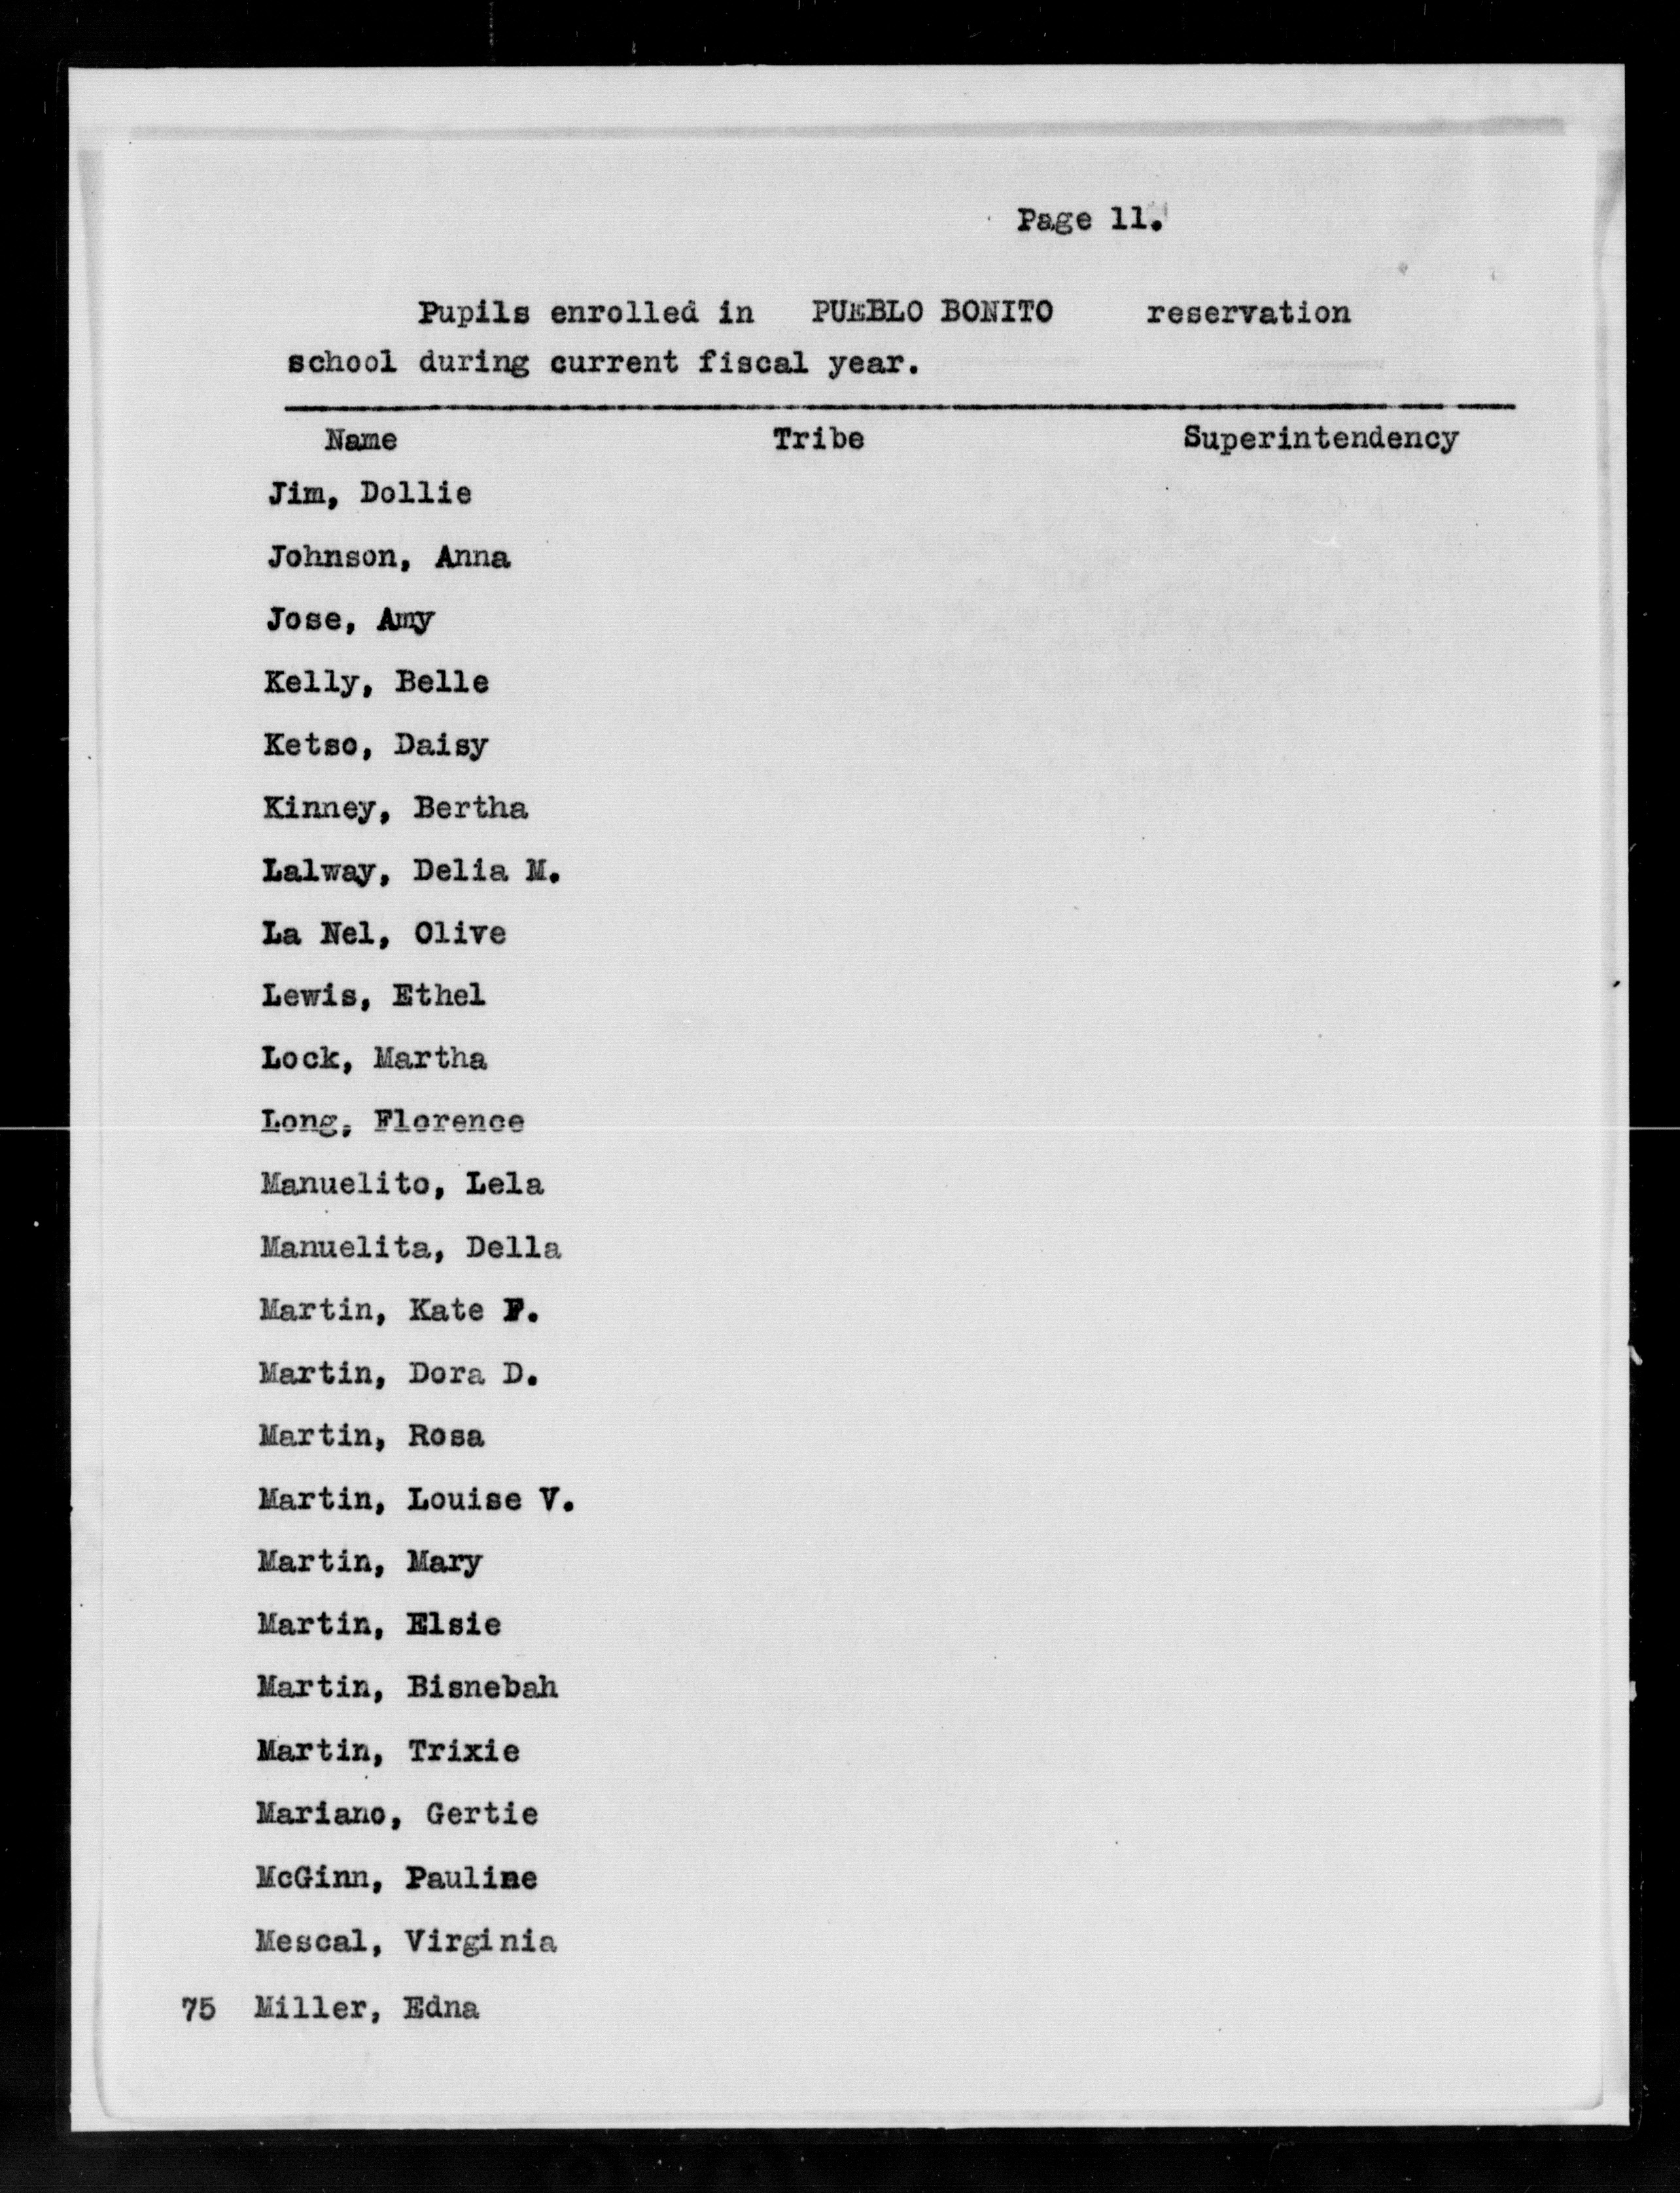 Page 11.
Pupils enrolled in PUEBLO BONITO reservation
school during current fiscal year.
Name Tribe Superintendency
Jim, Dollie
Johnson, Anna
Jose, Amy
Kelly, Belle
Ketso, Daisy
Kinney, Bertha
Lalway, Delia M.
La Nel, Olive
Lewis, Ethel
Lock, Martha
Long, Florence
Manuelito, Lela
Manuelita, Della
Martin, Kate F.
Martin, Dora D.
Martin, Rosa
Martin, Louise V.
Martin, Mary
Martin, Elsie
Martin, Bisnebah
Martin, Trixie
Mariano, Gertie
McGinn, Pauline
Mescal, Virginia
75 Miller, Edna